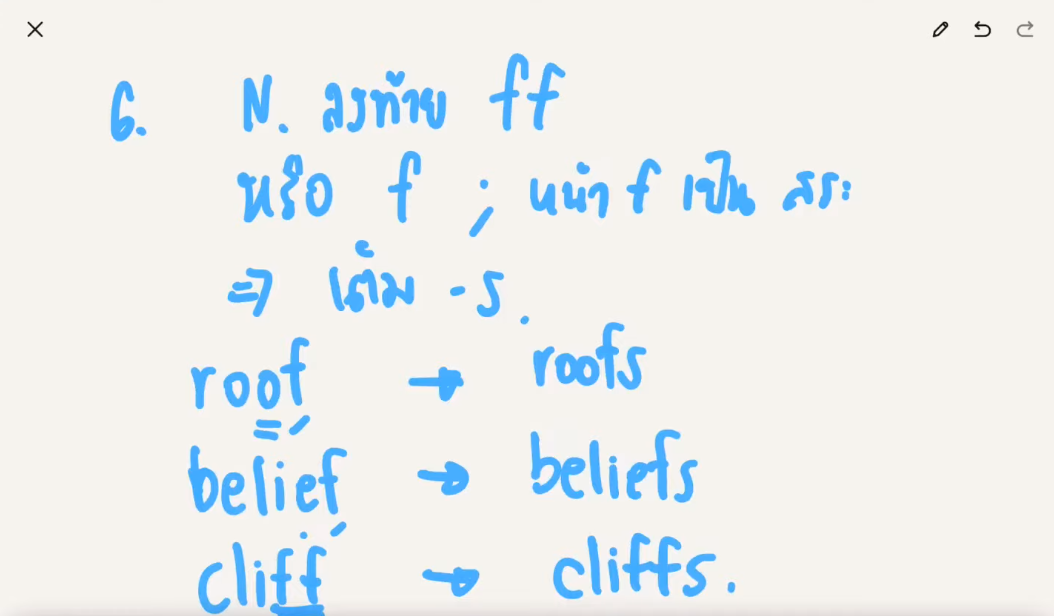 6. N. ลงท้าย ff
หรือ f ; หน้า f เป็น สระ
⇒ เติม -s.
roof → roofs
belief → beliefs
cliff → cliffs.